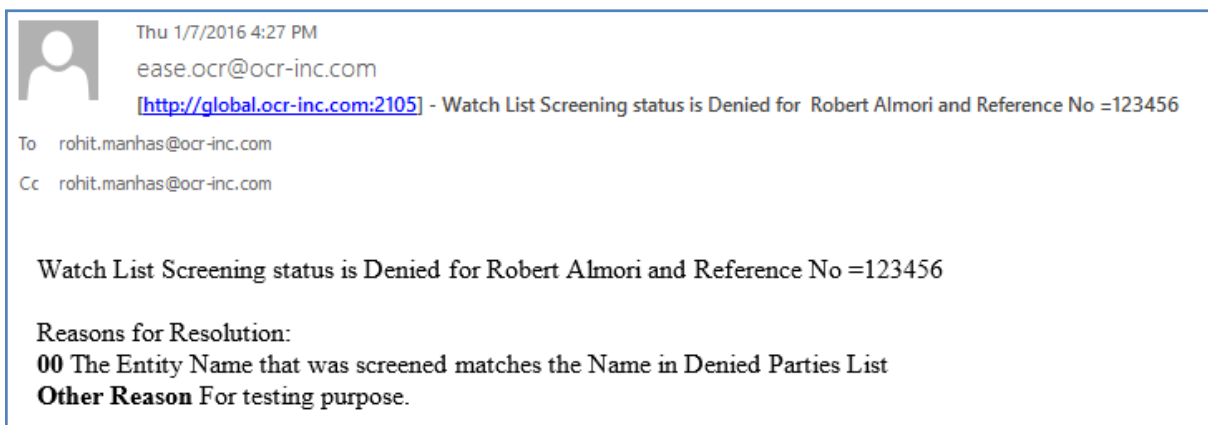 Thu 1/7/2016 4:27 PM
ease.ocr@ocr-inc.com
[http://global.ocr-inc.com:2105] - Watch List Screening status is Denied for  Robert Almori and Reference No =123456
To rohit.manhas@ocr-inc.com
Cc rohit.manhas@ocr-inc.com
Watch List Screening status is Denied for Robert Almori and Reference No =123456
Reasons for Resolution:
00 The Entity Name that was screened matches the Name in Denied Parties List
Other Reason For testing purpose.